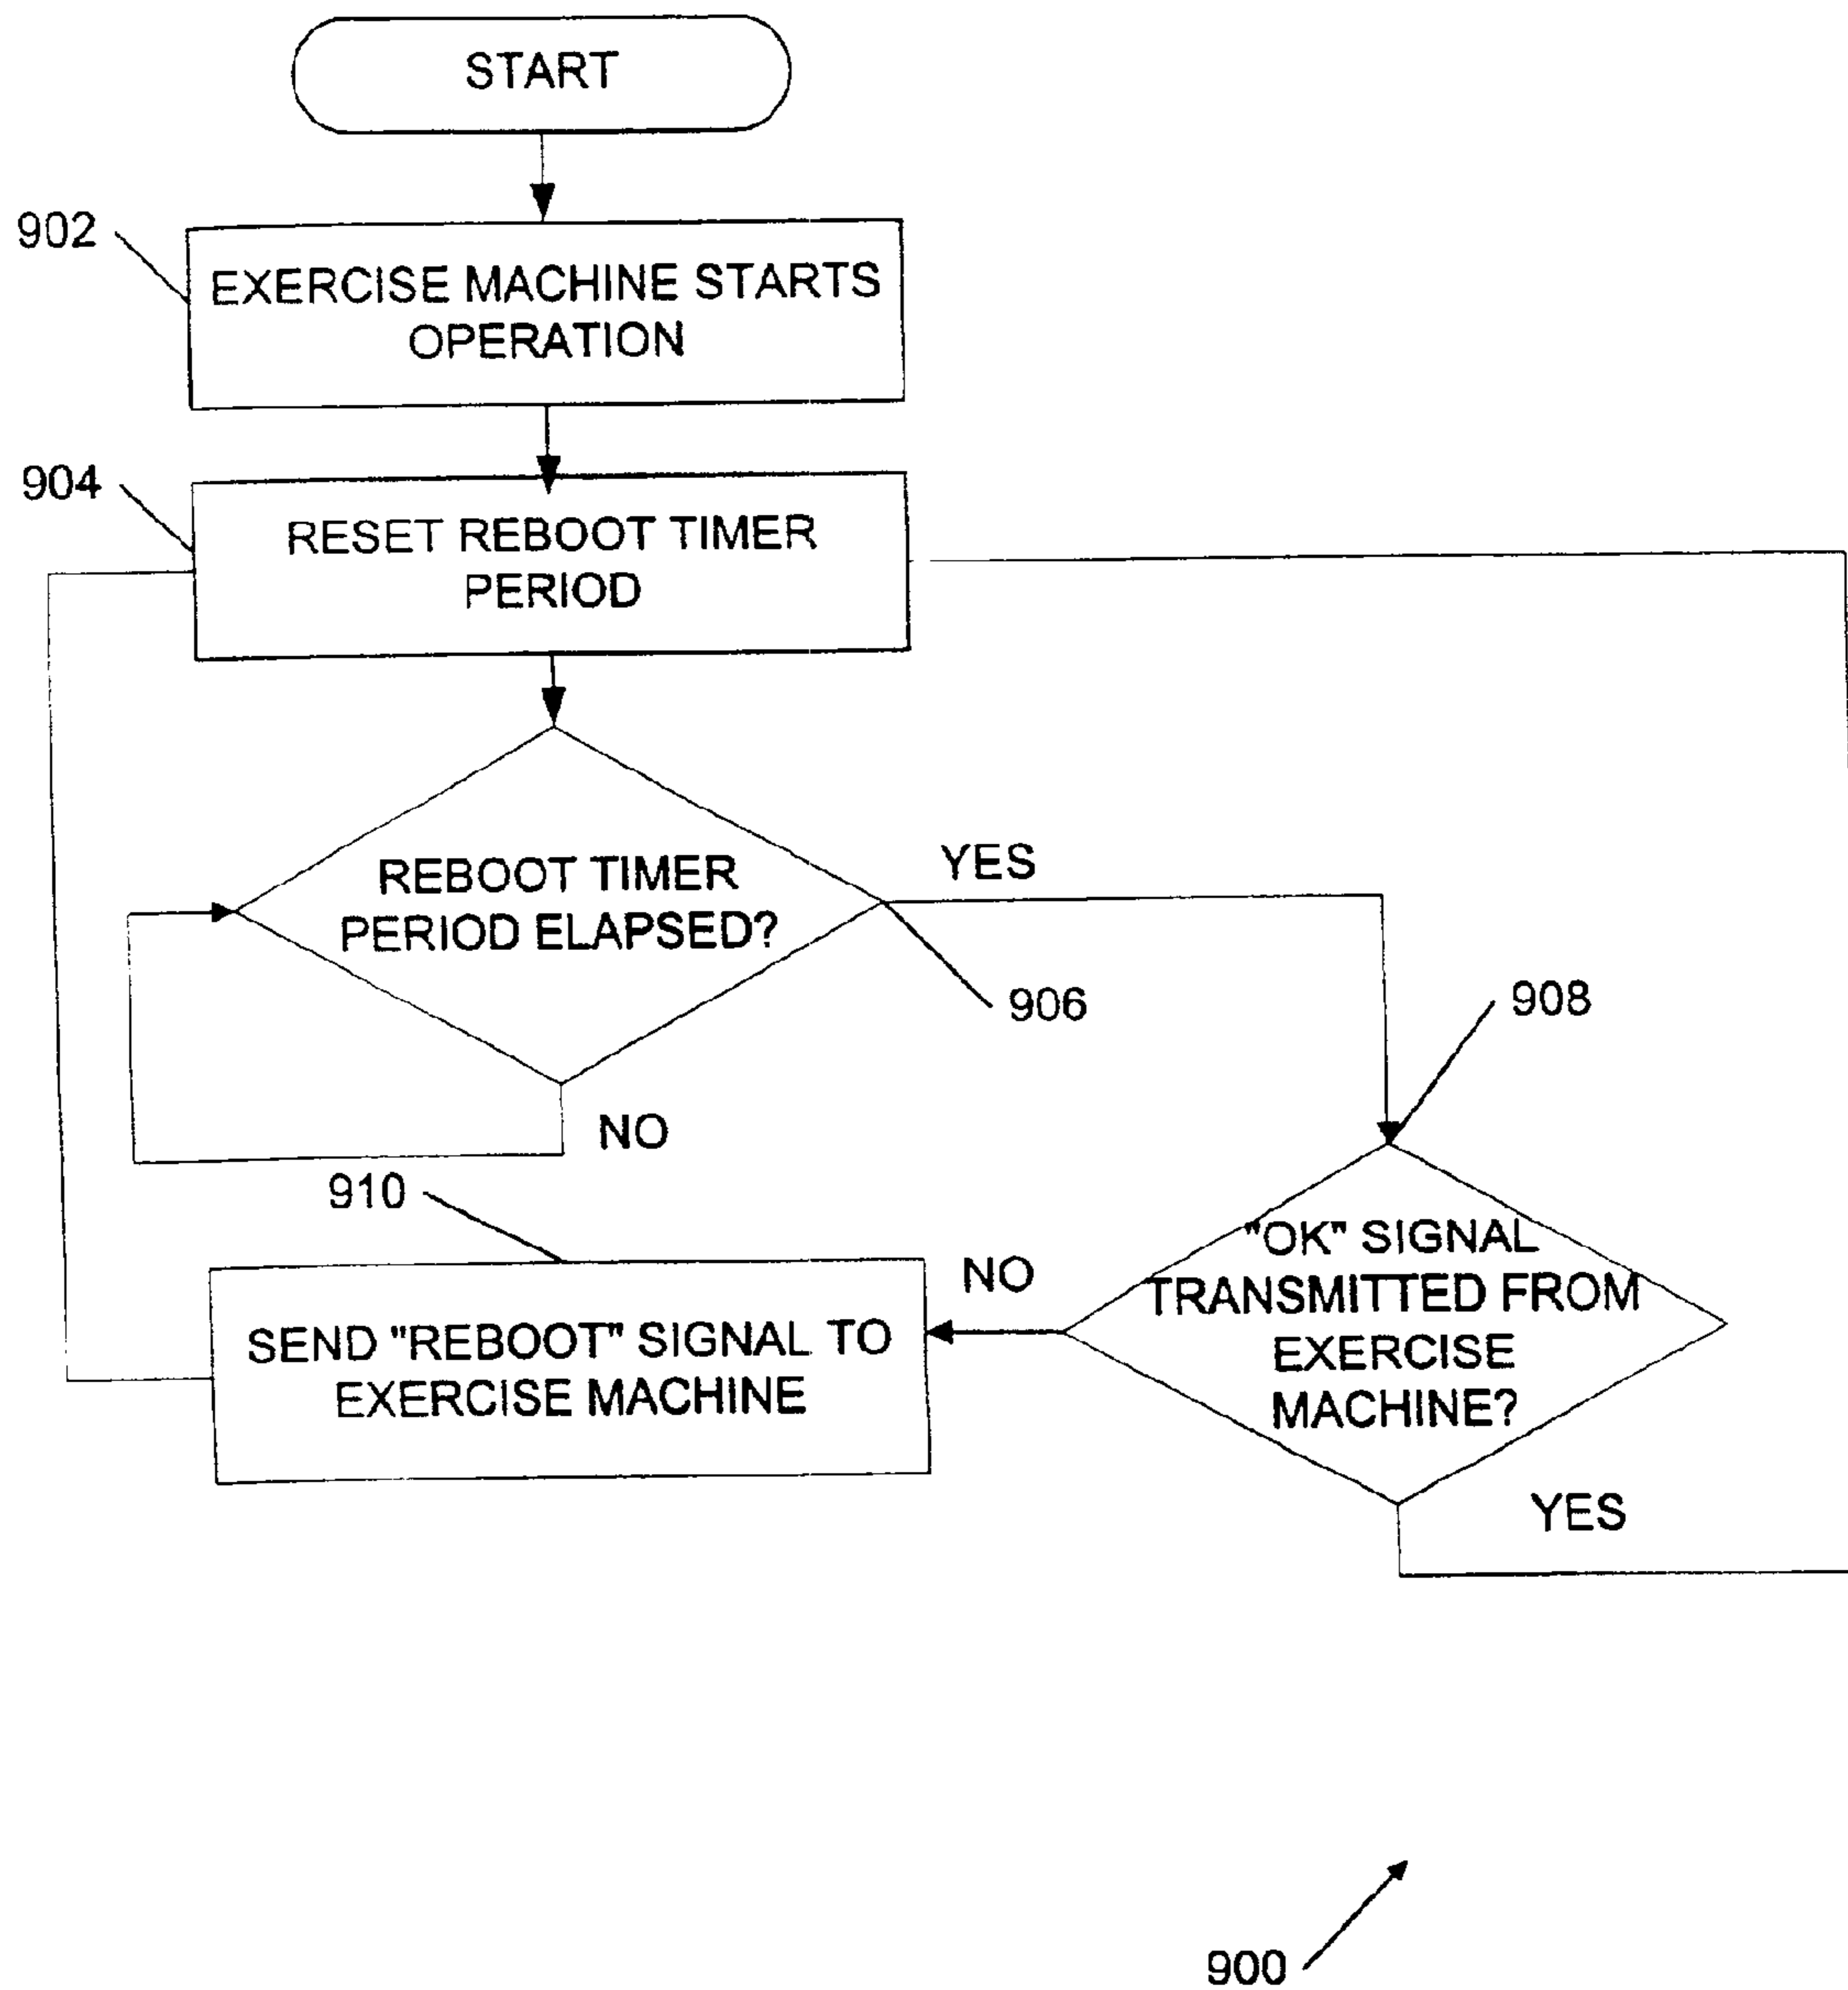 START
902
EXERCISE MACHINE STARTS
OPERATION
904
RESET REBOOT TIMER
PERIOD
REBOOT TIMER
PERIOD ELAPSED?
YES
906
908
NO
910
"OK" SIGNAL
TRANSMITTED FROM
EXERCISE
MACHINE?
NO
SEND "REBOOT" SIGNAL TO
EXERCISE MACHINE
YES
900